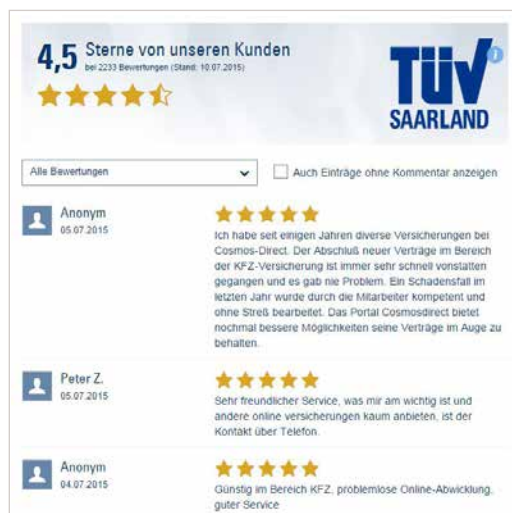 4,5 Sterne von unseren Kunden
bei 2233 Bewertungen (Stand: 10.07.2015)
TÜV
SAARLAND
i
Alle Bewertungen
Auch Einträge ohne Kommentar anzeigen
Anonym
05.07.2015
Ich habe seit einigen Jahren diverse Versicherungen bei
Cosmos-Direct. Der Abschluß neuer Verträge im Bereich
der KFZ-Versicherung ist immer sehr schnell vonstatten
gegangen und es gab nie Problem. Ein Schadensfall im
letzten Jahr wurde durch die Mitarbeiter kompetent und
ohne Streß bearbeitet. Das Portal Cosmosdirect bietet
nochmal bessere Möglichkeiten seine Verträge im Auge zu
behalten.
Peter Z.
05.07.2015
Sehr freundlicher Service, was mir am wichtig ist und
andere online versicherungen kaum anbieten, ist der
Kontakt über Telefon.
Anonym
04.07.2015
Günstig im Bereich KFZ, problemlose Online-Abwicklung,
guter Service